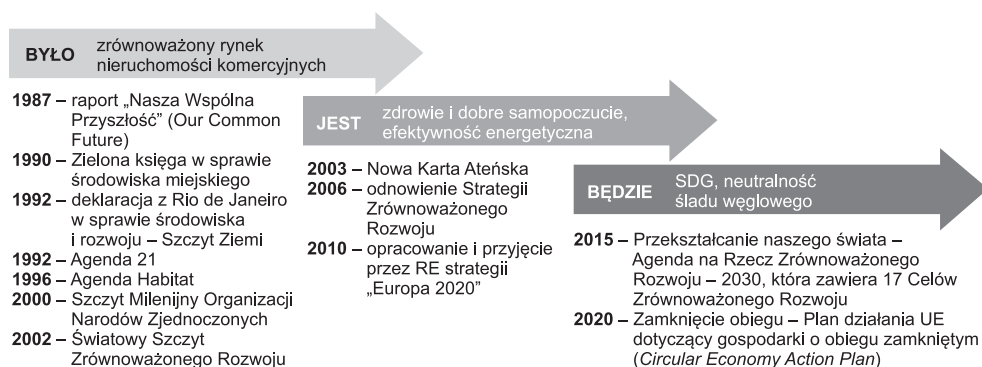 BYŁO zrównoważony rynek
nieruchomości komercyjnych
1987 – raport „Nasza Wspólna
Przyszłość” (Our Common
Future)
1990 – Zielona księga w sprawie
środowiska miejskiego
1992 – deklaracja z Rio de Janeiro
w sprawie środowiska
i rozwoju – Szczyt Ziemi
1992 – Agenda 21
1996 – Agenda Habitat
2000 – Szczyt Milenijny Organizacji
Narodów Zjednoczonych
2002 – Światowy Szczyt
Zrównoważonego Rozwoju
JEST zdrowie i dobre samopoczucie,
efektywność energetyczna
2003 – Nowa Karta Ateńska
2006 – odnowienie Strategii
Zrównoważonego
Rozwoju
2010 – opracowanie i przyjęcie
przez RE strategii
„Europa 2020”
BĘDZIE SDG, neutralność
śladu węglowego
2015 – Przekształcanie naszego świata –
Agenda na Rzecz Zrównoważonego
Rozwoju – 2030, która zawiera 17 Celów
Zrównoważonego Rozwoju
2020 – Zamknięcie obiegu – Plan działania UE
dotyczący gospodarki o obiegu zamkniętym
(Circular Economy Action Plan)